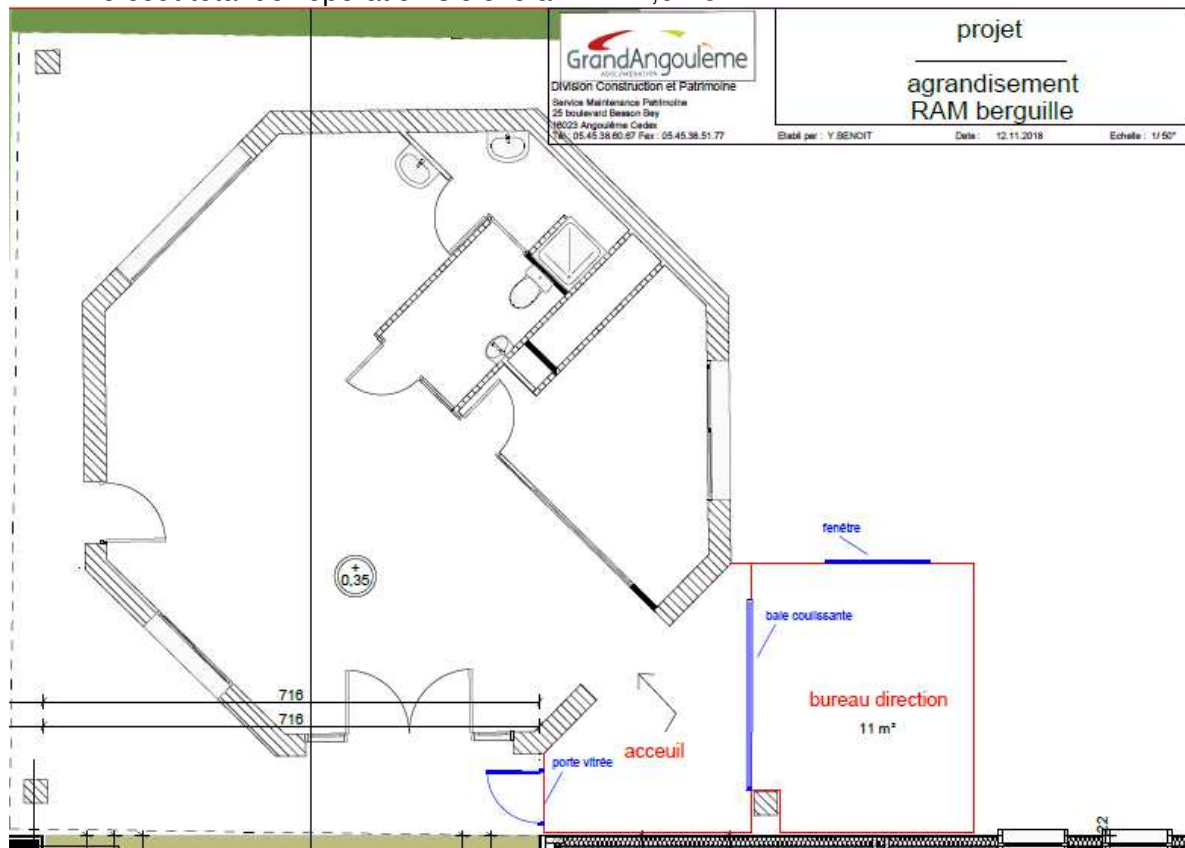 projet
GrandAngoulême
AGGLOMÉRATION
agrandisement
RAM berguille
Division Construction et Patrimoine
Service Maintenance Patrimoine
25 boulevard Besson Bey
16023 Angoulême Cedex
Tél : 05.45.38.60.67 Fax : 05.45.38.51.77
Etabli par : Y.BENOIT
Date : 12.11.2018
Echelle : 1/50°
fenêtre
+
0,35
baie coulissante
716
bureau direction
716
11 m²
acceuil
porte vitrée
22